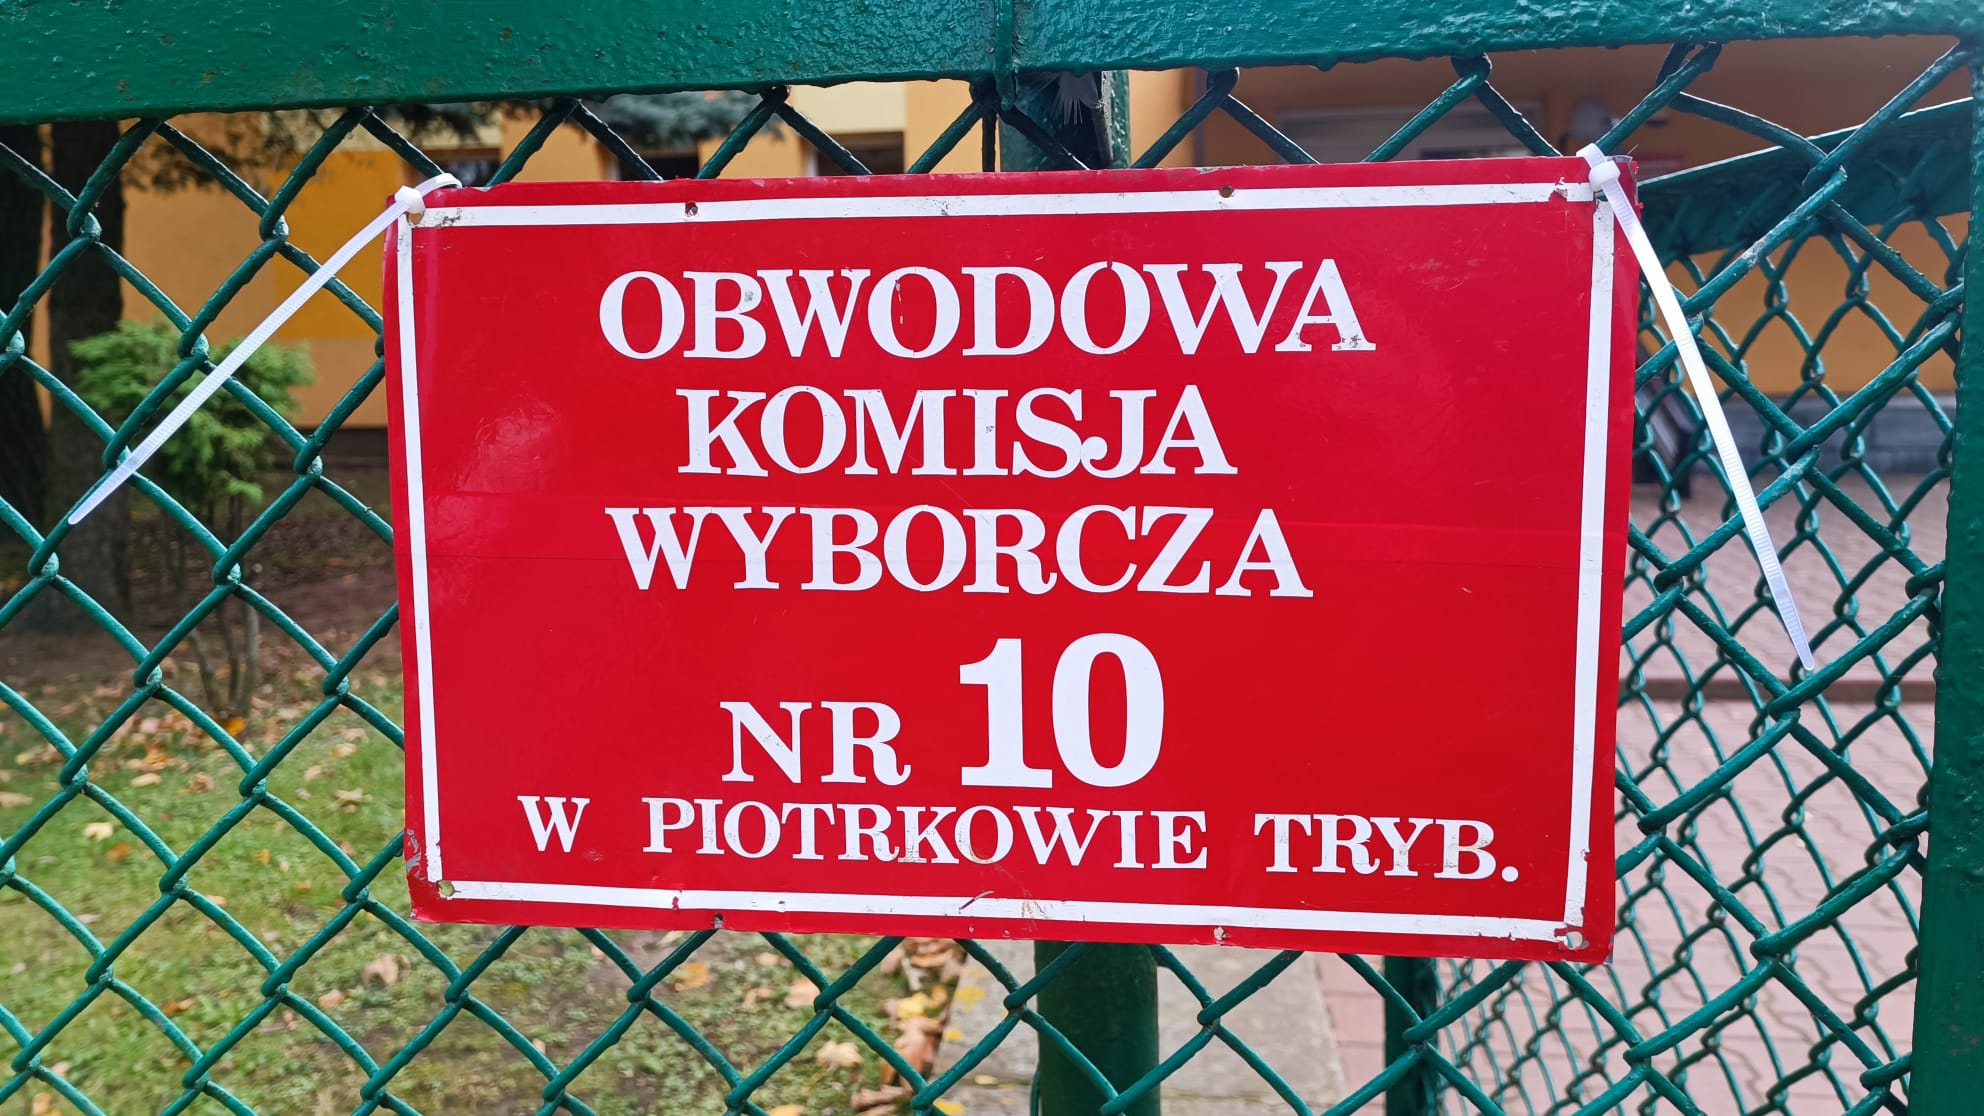 OBWODOWA
KOMISJA
WYBORCZA
NR 10
W PIOTRKOWIE TRYB.